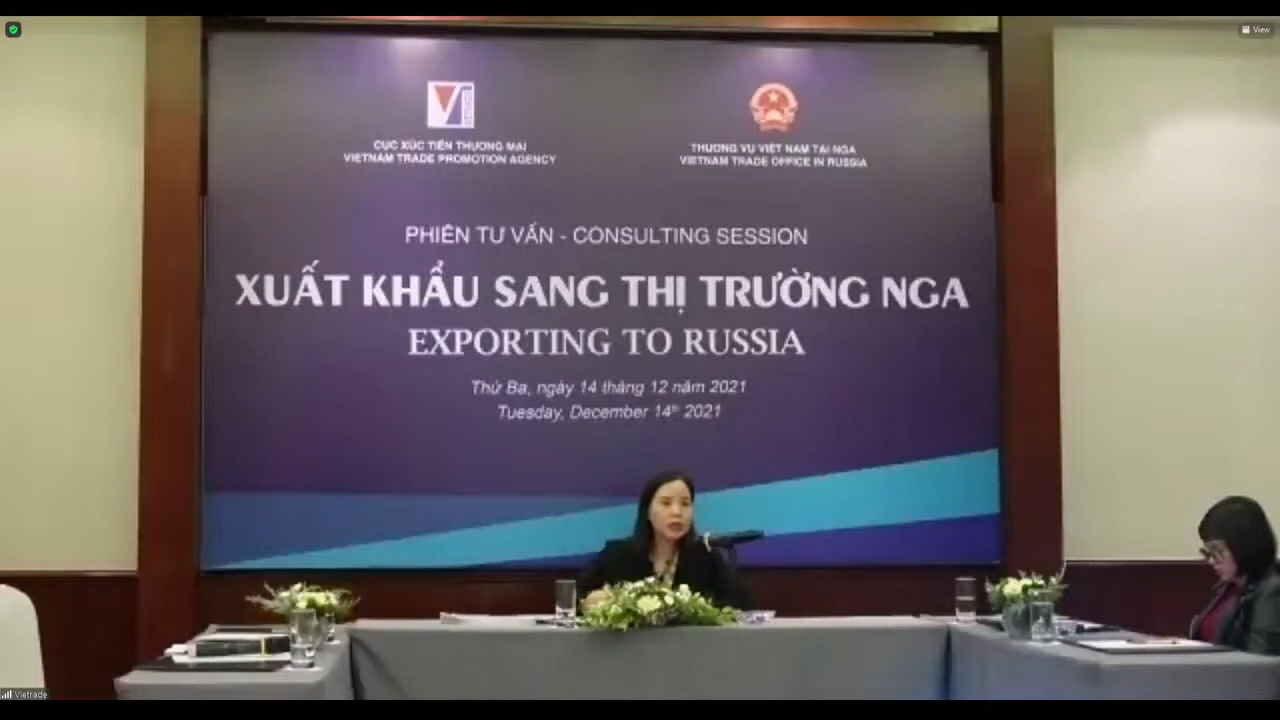 View
CỤC XÚC TIẾN THƯƠNG MẠI
VIETNAM TRADE PROMOTION AGENCY
THƯƠNG VỤ VIỆT NAM TẠI NGA
VIETNAM TRADE OFFICE IN RUSSIA
PHIÊN TƯ VẤN - CONSULTING SESSION
XUẤT KHẨU SANG THỊ TRƯỜNG NGA
EXPORTING TO RUSSIA
Thứ Ba, ngày 14 tháng 12 năm 2021
Tuesday, December 14th 2021
Vietrade